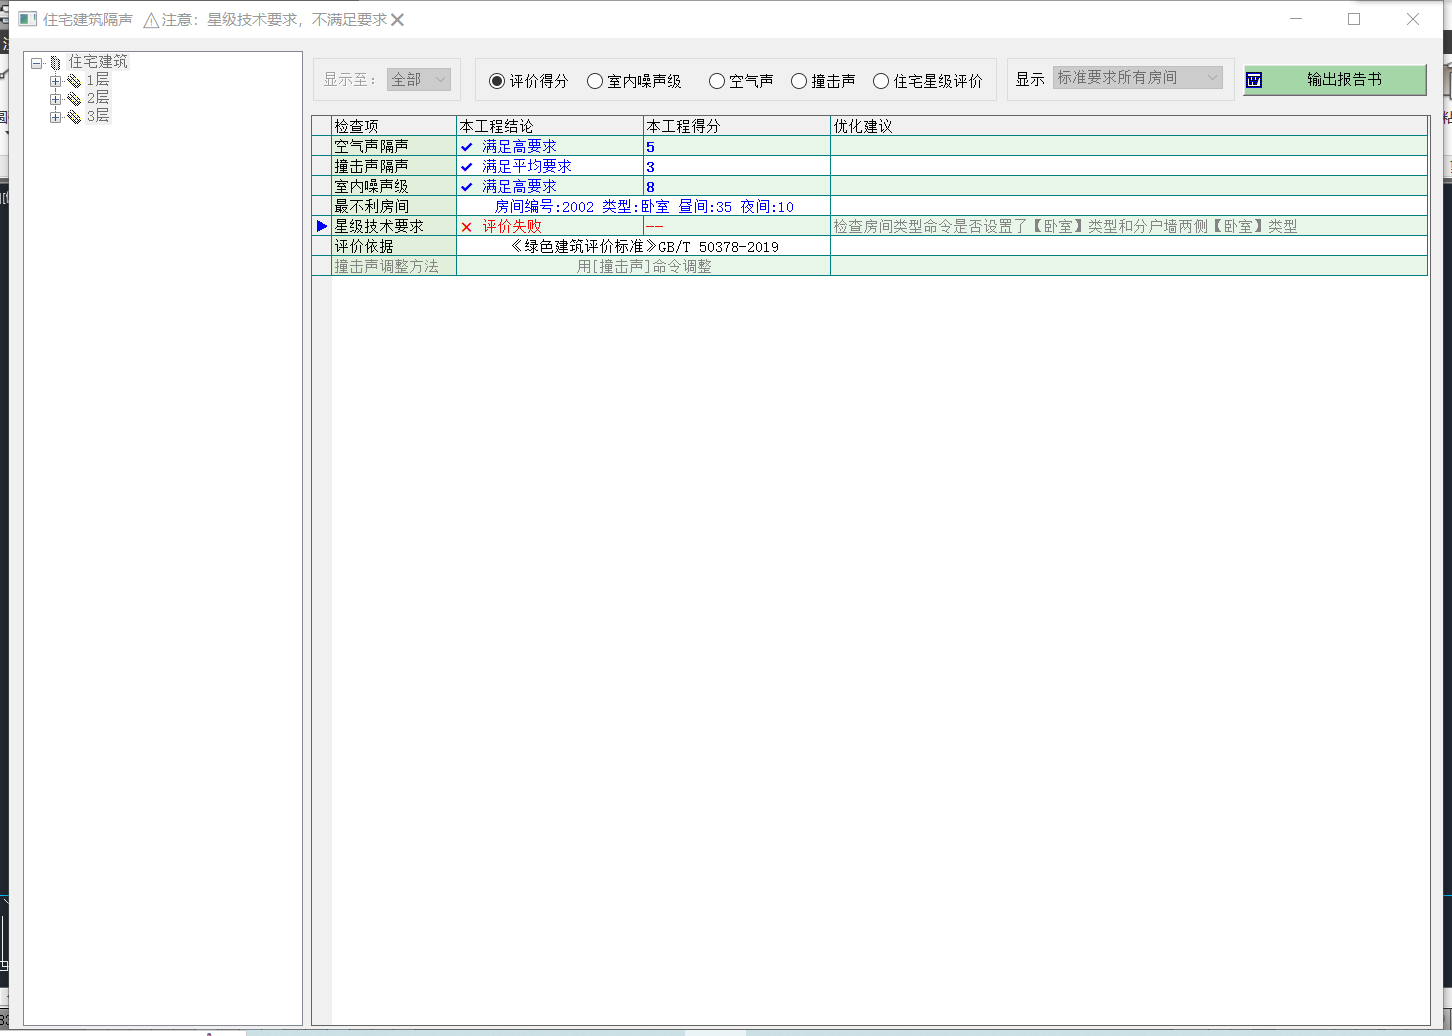 住宅建筑隔声 ⚠注意：星级技术要求，不满足要求✕
住宅建筑
1层
2层
3层
显示至： 全部 评价得分 室内噪声级 空气声 撞击声 住宅星级评价 显示 标准要求所有房间 输出报告书
检查项 本工程结论 本工程得分 优化建议
空气声隔声 ✓ 满足高要求 5
撞击声隔声 ✓ 满足平均要求 3
室内噪声级 ✓ 满足高要求 8
最不利房间 房间编号:2002 类型:卧室 昼间:35 夜间:10
星级技术要求 ✕ 评价失败 -- 检查房间类型命令是否设置了【卧室】类型和分户墙两侧【卧室】类型
评价依据 《绿色建筑评价标准》GB/T 50378-2019
撞击声调整方法 用[撞击声]命令调整